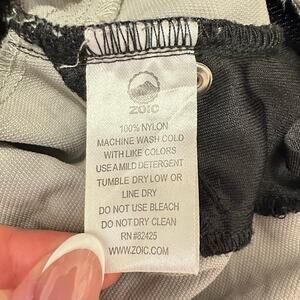 ZOIC
100% NYLON
MACHINE WASH COLD
WITH LIKE COLORS
USE A MILD DETERGENT
TUMBLE DRY LOW OR
LINE DRY
DO NOT USE BLEACH
DO NOT DRY CLEAN
RN #82425
WWW.ZOIC.COM